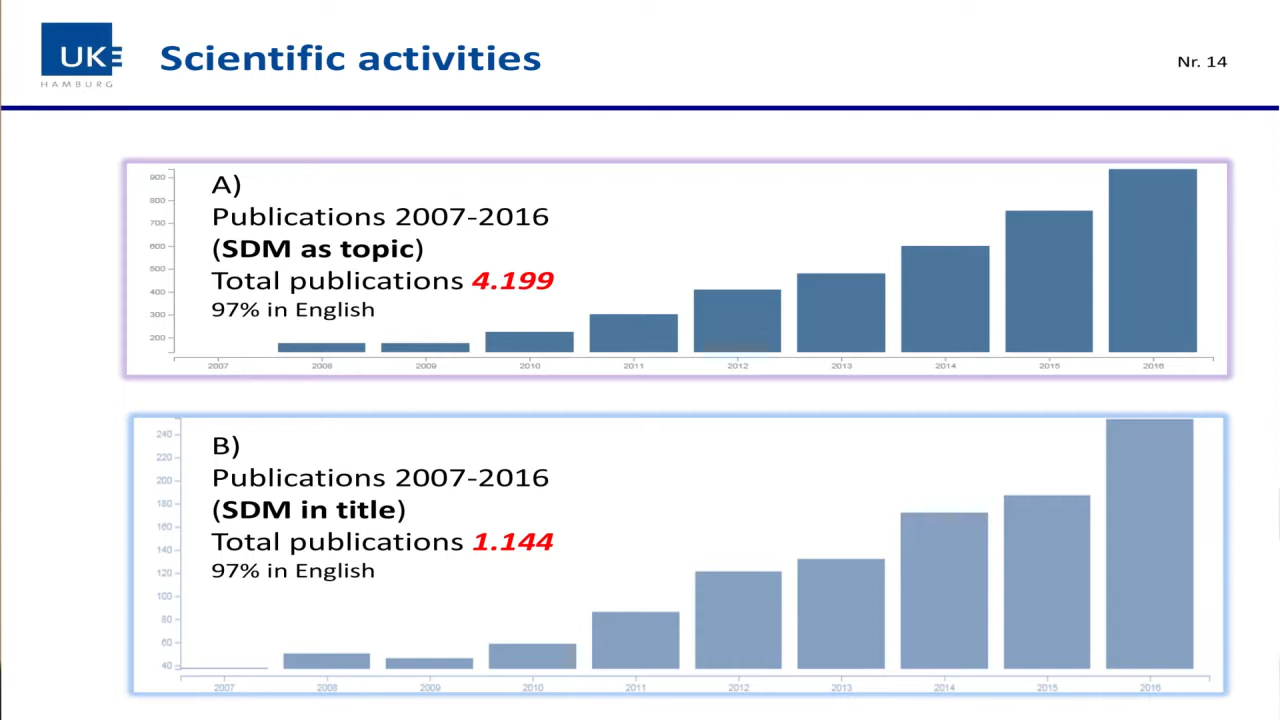 UKE
HAMBURG
Scientific activities
Nr. 14
A)
Publications 2007-2016
(SDM as topic)
Total publications 4.199
97% in English
900
800
700
600
500
400
300
200
2007 2008 2009 2010 2011 2012 2013 2014 2015 2016
B)
Publications 2007-2016
(SDM in title)
Total publications 1.144
97% in English
240
220
200
180
160
140
120
100
80
60
40
2007 2008 2009 2010 2011 2012 2013 2014 2015 2016